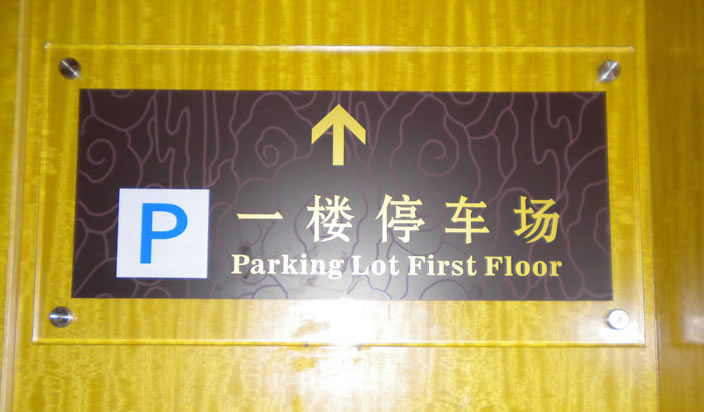 P
一楼停车场
Parking Lot First Floor